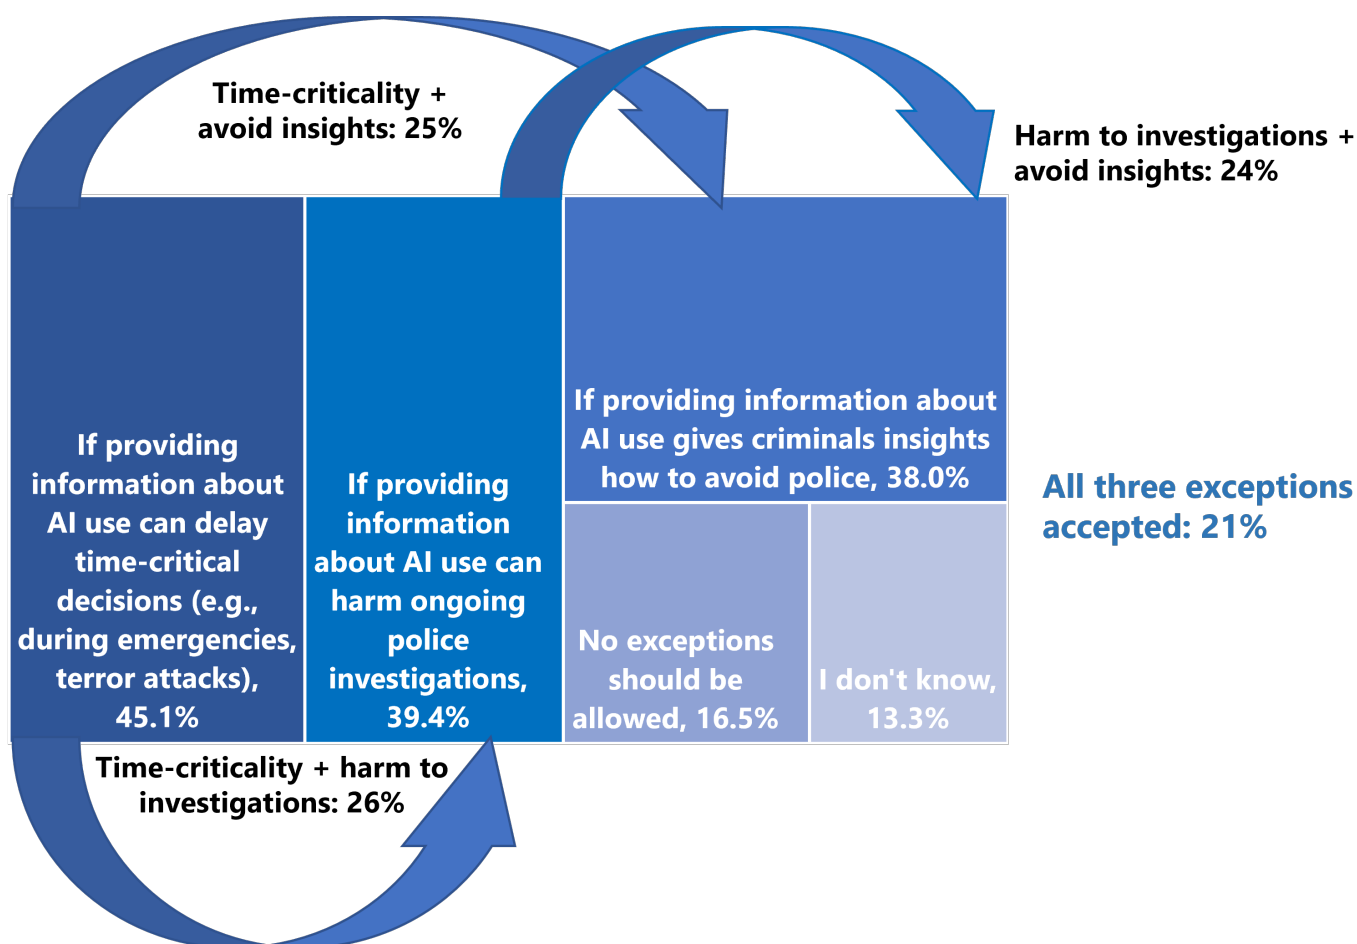 Time-criticality +
avoid insights: 25%
Harm to investigations +
avoid insights: 24%
If providing
information about
AI use can delay
time-critical
decisions (e.g.,
during emergencies,
terror attacks),
45.1%
If providing
information
about AI use can
harm ongoing
police
investigations,
39.4%
If providing information about
AI use gives criminals insights
how to avoid police, 38.0%
No exceptions
should be
allowed, 16.5%
I don't know,
13.3%
All three exceptions
accepted: 21%
Time-criticality + harm to
investigations: 26%